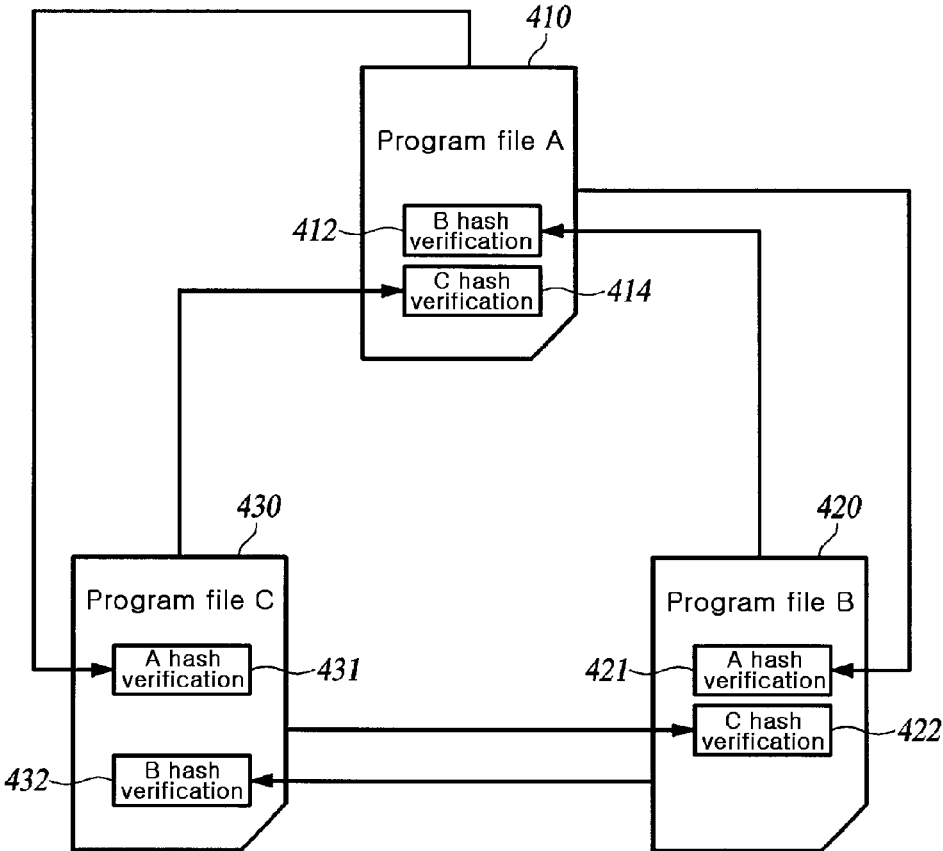 410
Program file A
412
B hash
verification
C hash
verification
414
430
Program file C
A hash
verification
431
432
B hash
verification
420
Program file B
421
A hash
verification
C hash
verification
422